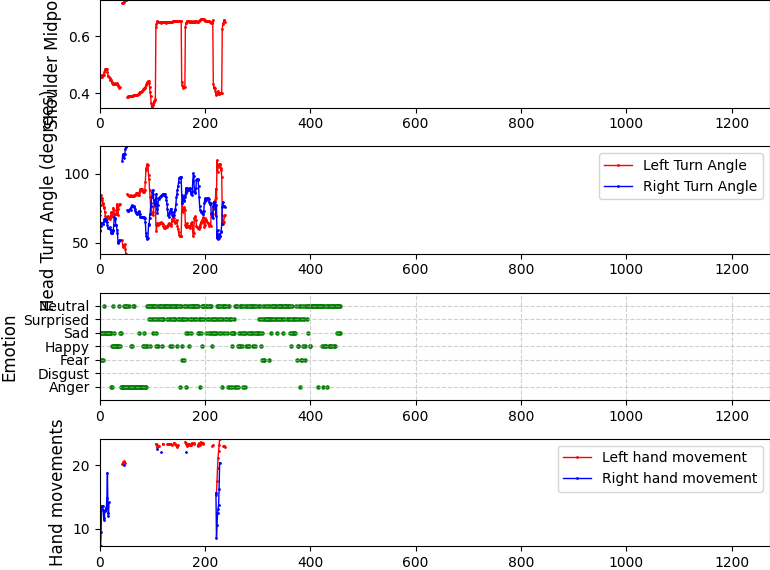 Shoulder Midpo
0.6
0.4
0 200 400 600 800 1000 1200
Head Turn Angle (degrees)
100
50
Left Turn Angle
Right Turn Angle
0 200 400 600 800 1000 1200
Emotion
Neutral
Surprised
Sad
Happy
Fear
Disgust
Anger
0 200 400 600 800 1000 1200
Hand movements
20
10
Left hand movement
Right hand movement
0 200 400 600 800 1000 1200